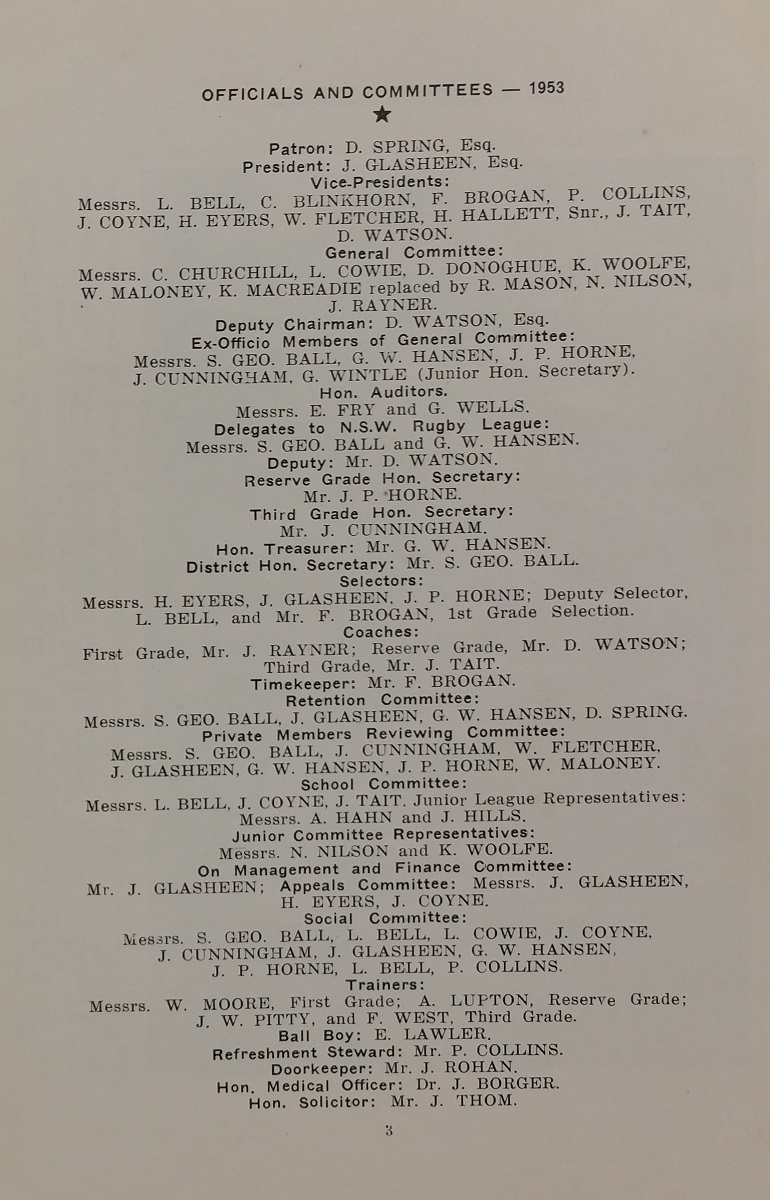 OFFICIALS AND COMMITTEES — 1953
★
Patron: D. SPRING, Esq.
President: J. GLASHEEN, Esq.
Vice-Presidents:
Messrs. L. BELL, C. BLINKHORN, F. BROGAN, P. COLLINS,
J. COYNE, H. EYERS, W. FLETCHER, H. HALLETT, Snr., J. TAIT,
D. WATSON.
General Committee:
Messrs. C. CHURCHILL, L. COWIE, D. DONOGHUE, K. WOOLFE,
W. MALONEY, K. MACREADIE replaced by R. MASON, N. NILSON,
J. RAYNER.
Deputy Chairman: D. WATSON, Esq.
Ex-Officio Members of General Committee:
Messrs. S. GEO. BALL, G. W. HANSEN, J. P. HORNE,
J. CUNNINGHAM, G. WINTLE (Junior Hon. Secretary).
Hon. Auditors.
Messrs. E. FRY and G. WELLS.
Delegates to N.S.W. Rugby League:
Messrs. S. GEO. BALL and G. W. HANSEN.
Deputy: Mr. D. WATSON.
Reserve Grade Hon. Secretary:
Mr. J. P. HORNE.
Third Grade Hon. Secretary:
Mr. J. CUNNINGHAM.
Hon. Treasurer: Mr. G. W. HANSEN.
District Hon. Secretary: Mr. S. GEO. BALL.
Selectors:
Messrs. H. EYERS, J. GLASHEEN, J. P. HORNE; Deputy Selector,
L. BELL, and Mr. F. BROGAN, 1st Grade Selection.
Coaches:
First Grade, Mr. J. RAYNER; Reserve Grade, Mr. D. WATSON;
Third Grade, Mr. J. TAIT.
Timekeeper: Mr. F. BROGAN.
Retention Committee:
Messrs. S. GEO. BALL, J. GLASHEEN, G. W. HANSEN, D. SPRING.
Private Members Reviewing Committee:
Messrs. S. GEO. BALL, J. CUNNINGHAM, W. FLETCHER,
J. GLASHEEN, G. W. HANSEN, J. P. HORNE, W. MALONEY.
School Committee:
Messrs. L. BELL, J. COYNE, J. TAIT. Junior League Representatives:
Messrs. A. HAHN and J. HILLS.
Junior Committee Representatives:
Messrs. N. NILSON and K. WOOLFE.
On Management and Finance Committee:
Mr. J. GLASHEEN; Appeals Committee: Messrs. J. GLASHEEN,
H. EYERS, J. COYNE.
Social Committee:
Messrs. S. GEO. BALL, L. BELL, L. COWIE, J. COYNE,
J. CUNNINGHAM, J. GLASHEEN, G. W. HANSEN,
J. P. HORNE, L. BELL, P. COLLINS.
Trainers:
Messrs. W. MOORE, First Grade; A. LUPTON, Reserve Grade;
J. W. PITTY, and F. WEST, Third Grade.
Ball Boy: E. LAWLER.
Refreshment Steward: Mr. P. COLLINS.
Doorkeeper: Mr. J. ROHAN.
Hon. Medical Officer: Dr. J. BORGER.
Hon. Solicitor: Mr. J. THOM.
3